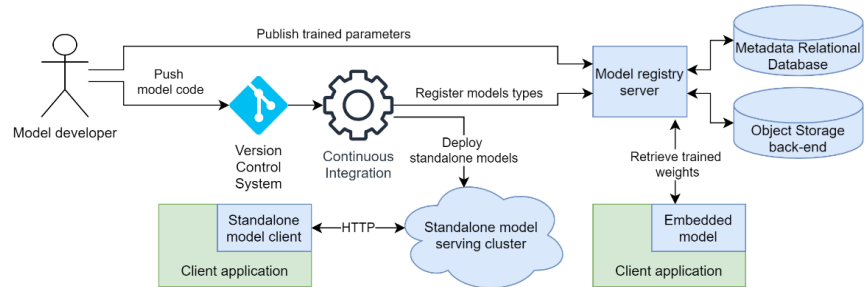 Publish trained parameters
Metadata Relational
Database
Push
model code
Model registry
server
Register models types
Model developer
Object Storage
back-end
Version
Control
System
Continuous
Integration
Deploy
standalone models
Retrieve trained
weights
Standalone
model client
HTTP
Standalone model
serving cluster
Embedded
model
Client application
Client application